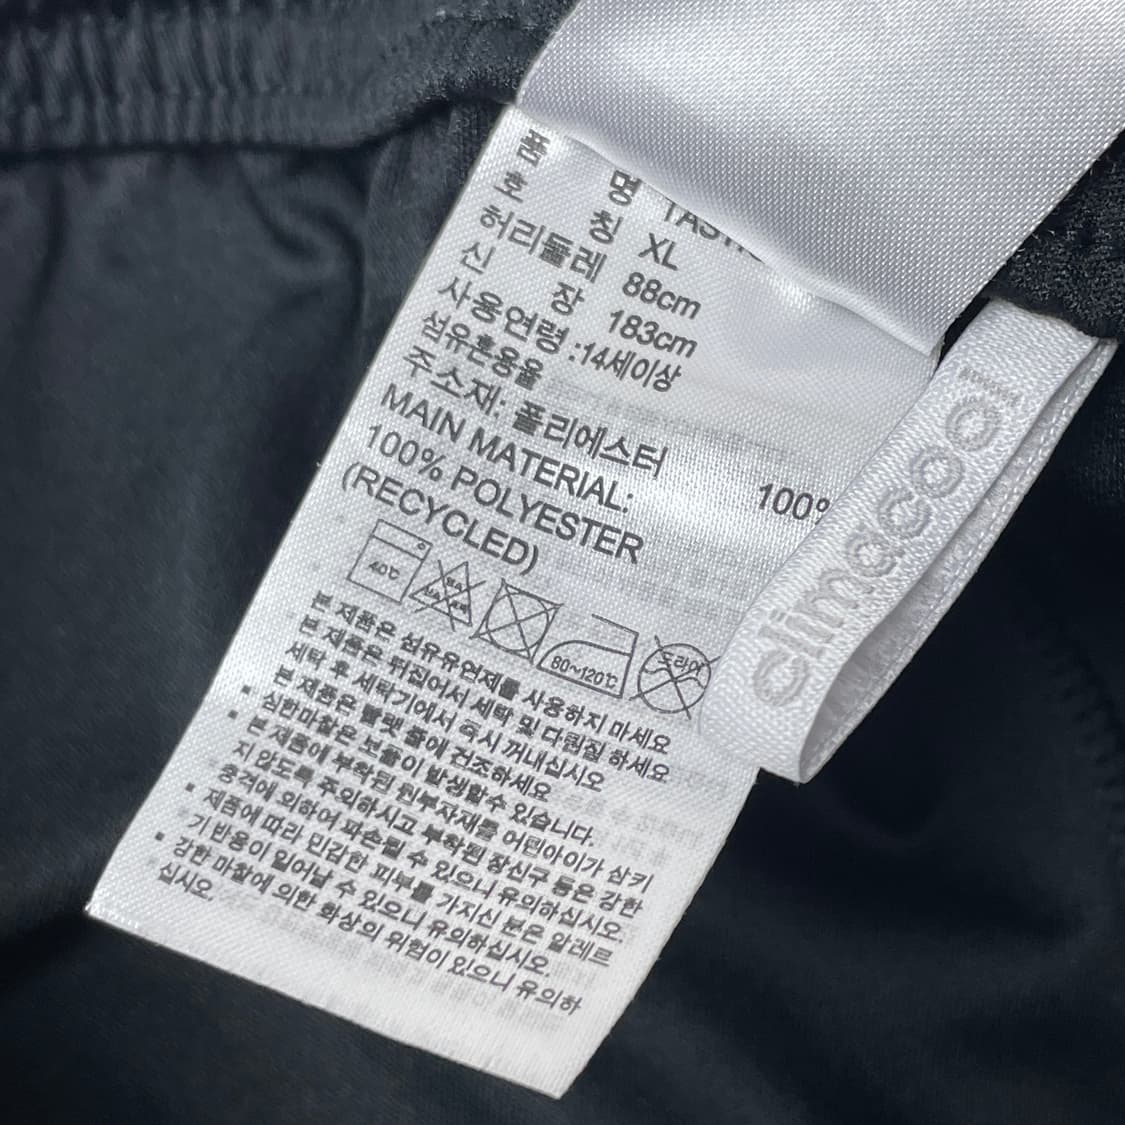 품 명
호 칭 XL
허리둘레 88cm
신 장 183cm
사용연령 :14세이상
섬유혼용율
주소재: 폴리에스터 100%
MAIN MATERIAL:
100% POLYESTER
(RECYCLED)
40℃
80~120℃
드라이
본 제품은 섬유유연제를 사용하지 마세요
본 제품은 뒤집어서 세탁 및 다림질 하세요
세탁 후 세탁기에서 즉시 꺼내십시오
본 제품은 빨랫 줄에 건조하세요
▪ 심한마찰은 보풀이 발생할수 있습니다.
▪ 본 제품에 부착된 원부자재를 어린아이가 삼키
지 않도록 주의하시고 부착된 장신구 등은 강한
충격에 의하여 파손될 수 있으니 유의하십시오.
▪ 제품에 따라 민감한 피부를 가지신 분은 알레르
기 반응이 일어날 수 있으니 유의하십시오.
▪ 강한 마찰에 의한 화상의 위험이 있으니 유의하
십시오.
climacool